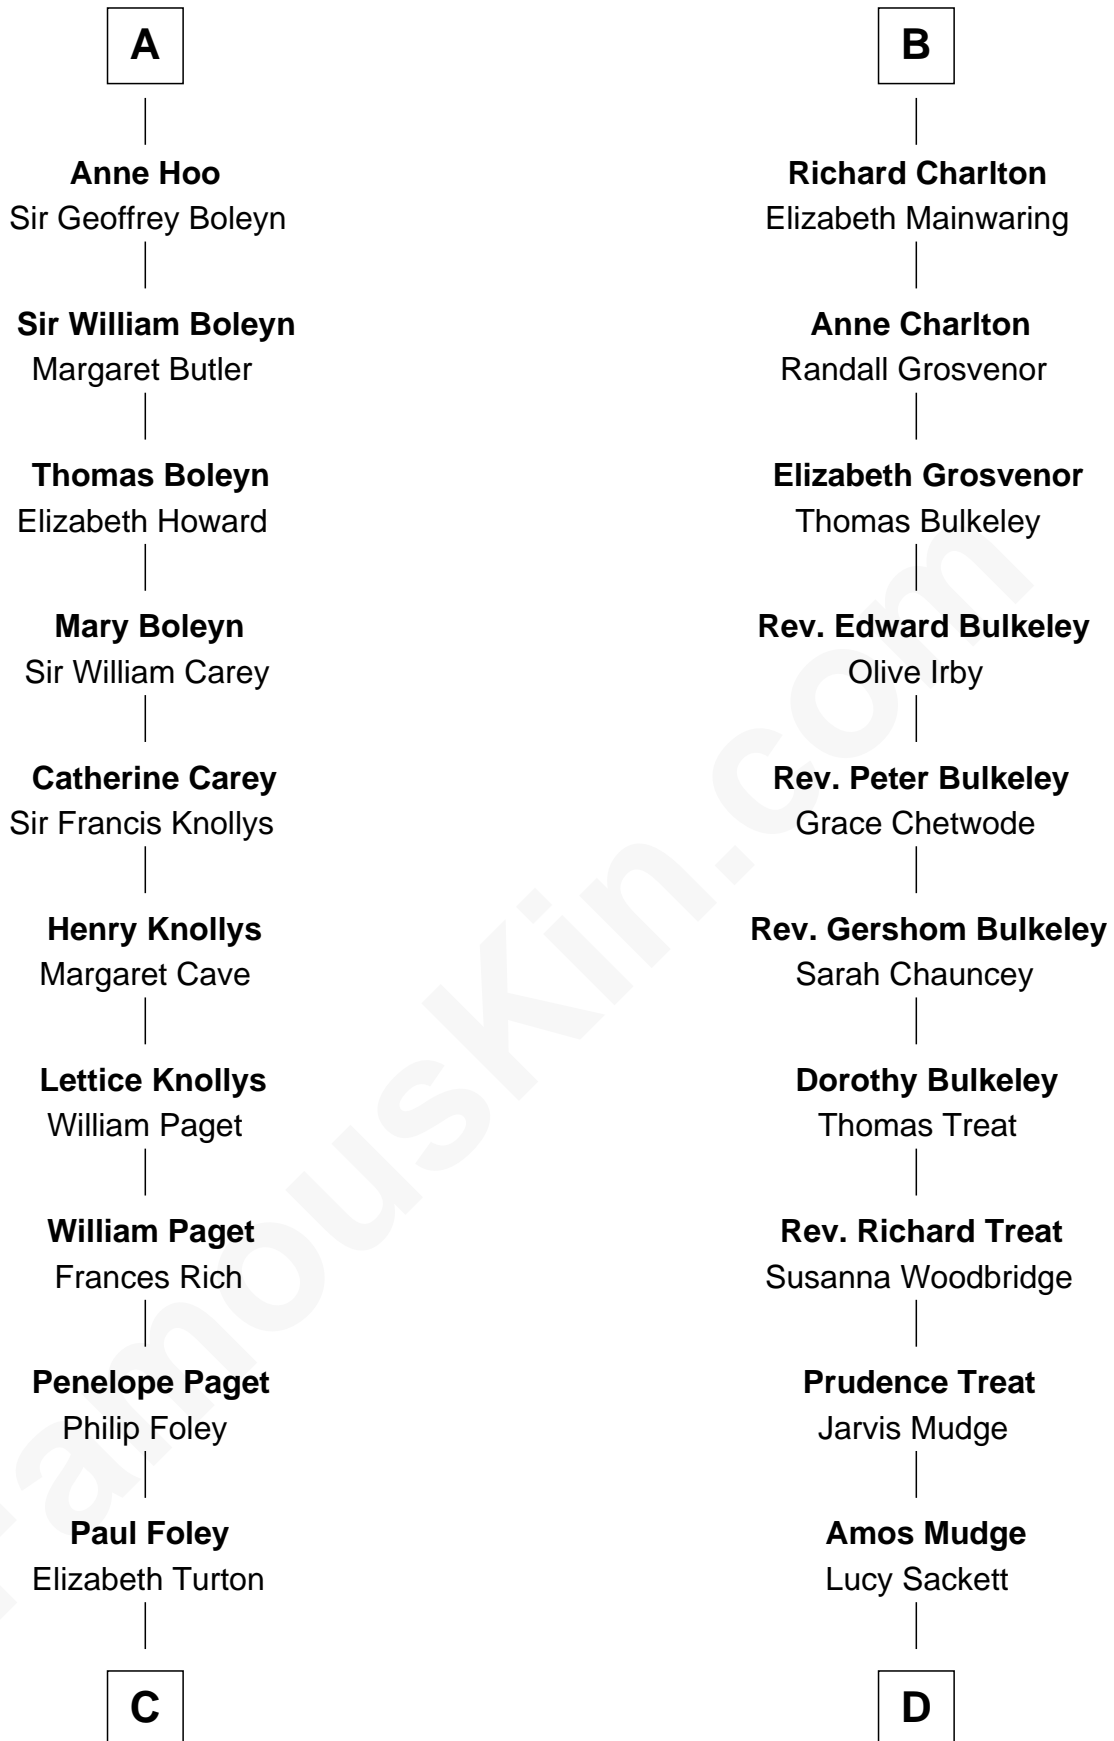 A
Anne Hoo
Sir Geoffrey Boleyn
Sir William Boleyn
Margaret Butler
Thomas Boleyn
Elizabeth Howard
Mary Boleyn
Sir William Carey
Catherine Carey
Sir Francis Knollys
Henry Knollys
Margaret Cave
Lettice Knollys
William Paget
William Paget
Frances Rich
Penelope Paget
Philip Foley
Paul Foley
Elizabeth Turton
C
B
Richard Charlton
Elizabeth Mainwaring
Anne Charlton
Randall Grosvenor
Elizabeth Grosvenor
Thomas Bulkeley
Rev. Edward Bulkeley
Olive Irby
Rev. Peter Bulkeley
Grace Chetwode
Rev. Gershom Bulkeley
Sarah Chauncey
Dorothy Bulkeley
Thomas Treat
Rev. Richard Treat
Susanna Woodbridge
Prudence Treat
Jarvis Mudge
Amos Mudge
Lucy Sackett
D
FamousKin.com